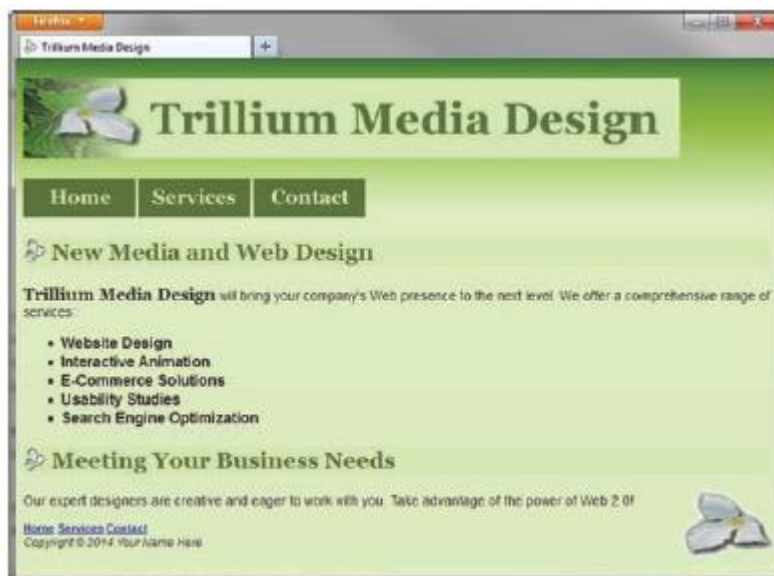 Firefox
Trillium Media Design
+
Trillium Media Design
Home Services Contact
New Media and Web Design
Trillium Media Design will bring your company's Web presence to the next level. We offer a comprehensive range of
services:
• Website Design
• Interactive Animation
• E-Commerce Solutions
• Usability Studies
• Search Engine Optimization
Meeting Your Business Needs
Our expert designers are creative and eager to work with you. Take advantage of the power of Web 2.0!
Home Services Contact
Copyright © 2014 Your Name Here